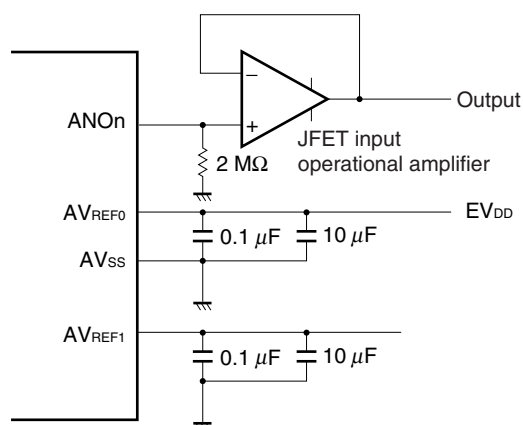 ANOn
−
+
Output
JFET input
operational amplifier
2 MΩ
AVREF0
EVDD
0.1 μF
10 μF
AVSS
AVREF1
0.1 μF
10 μF